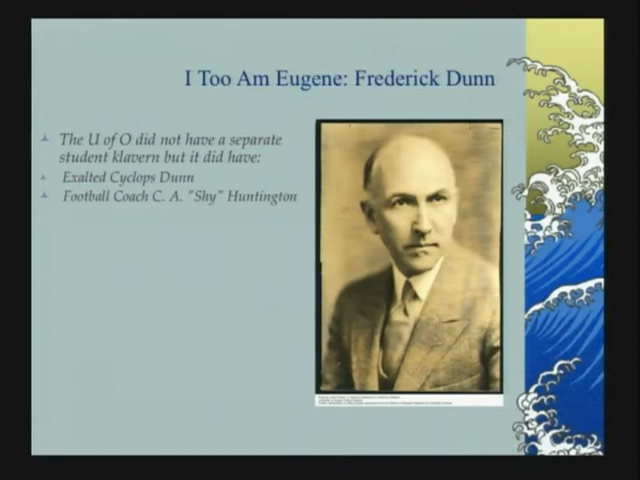 I Too Am Eugene: Frederick Dunn
The U of O did not have a separate
student klavern but it did have:
Exalted Cyclops Dunn
Football Coach C. A. "Shy" Huntington